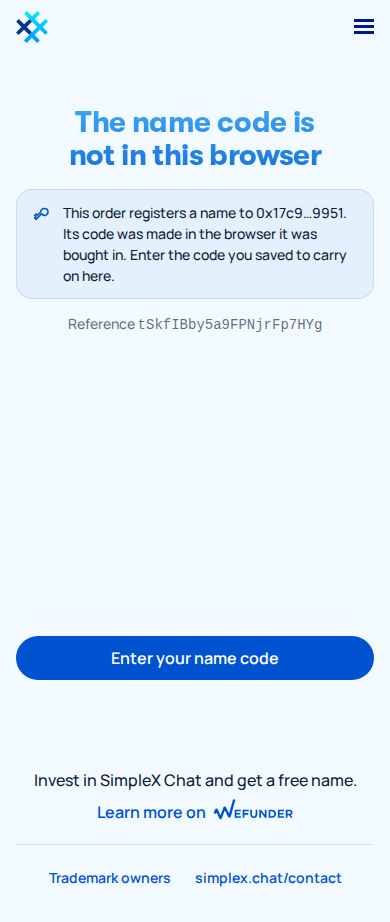 The name code is
not in this browser
This order registers a name to 0x17c9…9951.
Its code was made in the browser it was
bought in. Enter the code you saved to carry
on here.
Reference tSkfIBby5a9FPNjrFp7HYg
Enter your name code
Invest in SimpleX Chat and get a free name.
Learn more on WEFUNDER
Trademark owners simplex.chat/contact